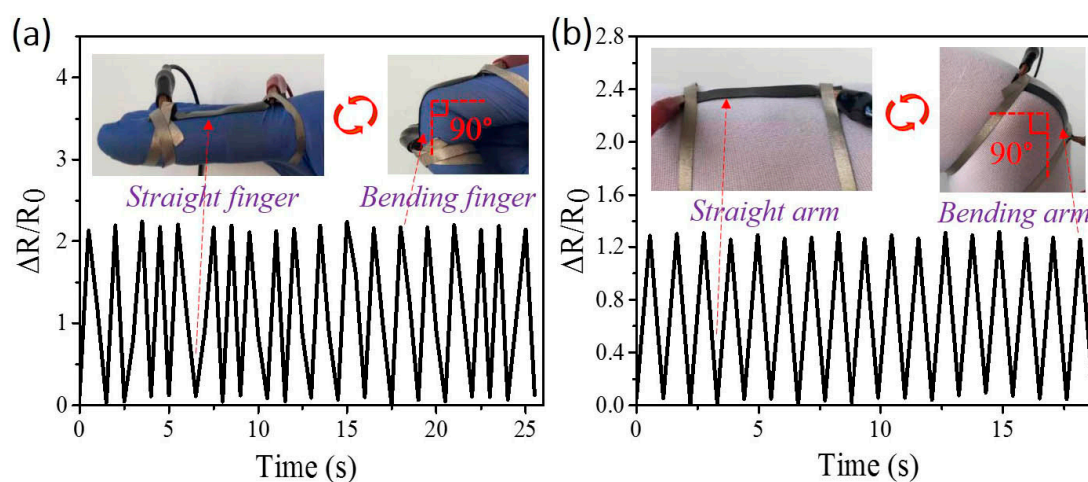 (a)
ΔR/R0
4
3
2
1
0
90°
Straight finger
Bending finger
0
5
10
15
20
25
Time (s)
(b)
ΔR/R0
2.8
2.4
2.0
1.6
1.2
0.8
0.4
0.0
90°
Straight arm
Bending arm
0
5
10
15
Time (s)